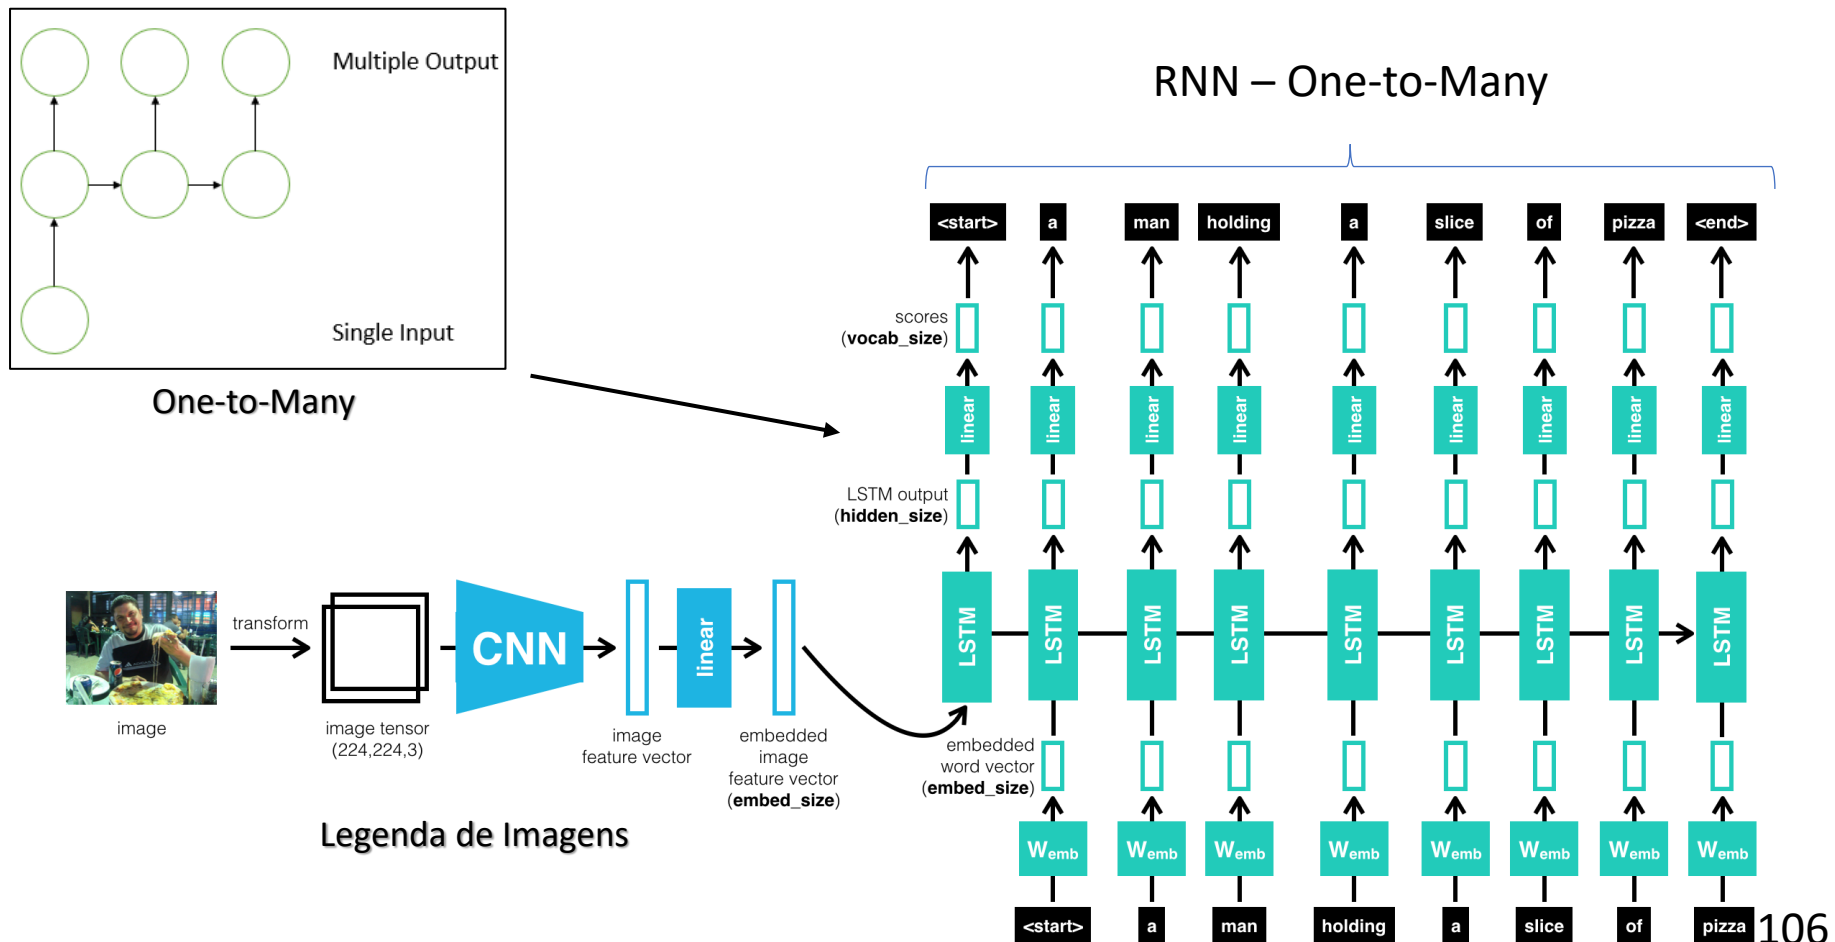 Multiple Output
Single Input
One-to-Many
RNN – One-to-Many
<start> a man holding a slice of pizza <end>
scores
(vocab_size)
linear linear linear linear linear linear linear linear linear
LSTM output
(hidden_size)
LSTM LSTM LSTM LSTM LSTM LSTM LSTM LSTM LSTM
transform
CNN
linear
image
image tensor
(224,224,3)
image
feature vector
embedded
image
feature vector
(embed_size)
embedded
word vector
(embed_size)
Legenda de Imagens
Wemb Wemb Wemb Wemb Wemb Wemb Wemb Wemb
<start> a man holding a slice of pizza
106